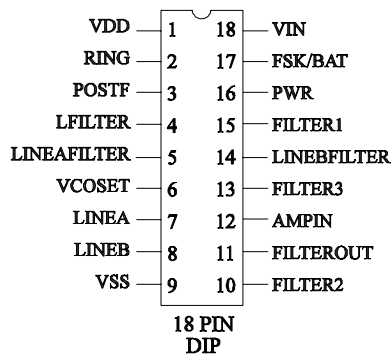 VDD 1 18 VIN
RING 2 17 FSK/BAT
POSTF 3 16 PWR
LFILTER 4 15 FILTER1
LINEAFILTER 5 14 LINEBFILTER
VCOSET 6 13 FILTER3
LINEA 7 12 AMPIN
LINEB 8 11 FILTEROUT
VSS 9 10 FILTER2
18 PIN
DIP